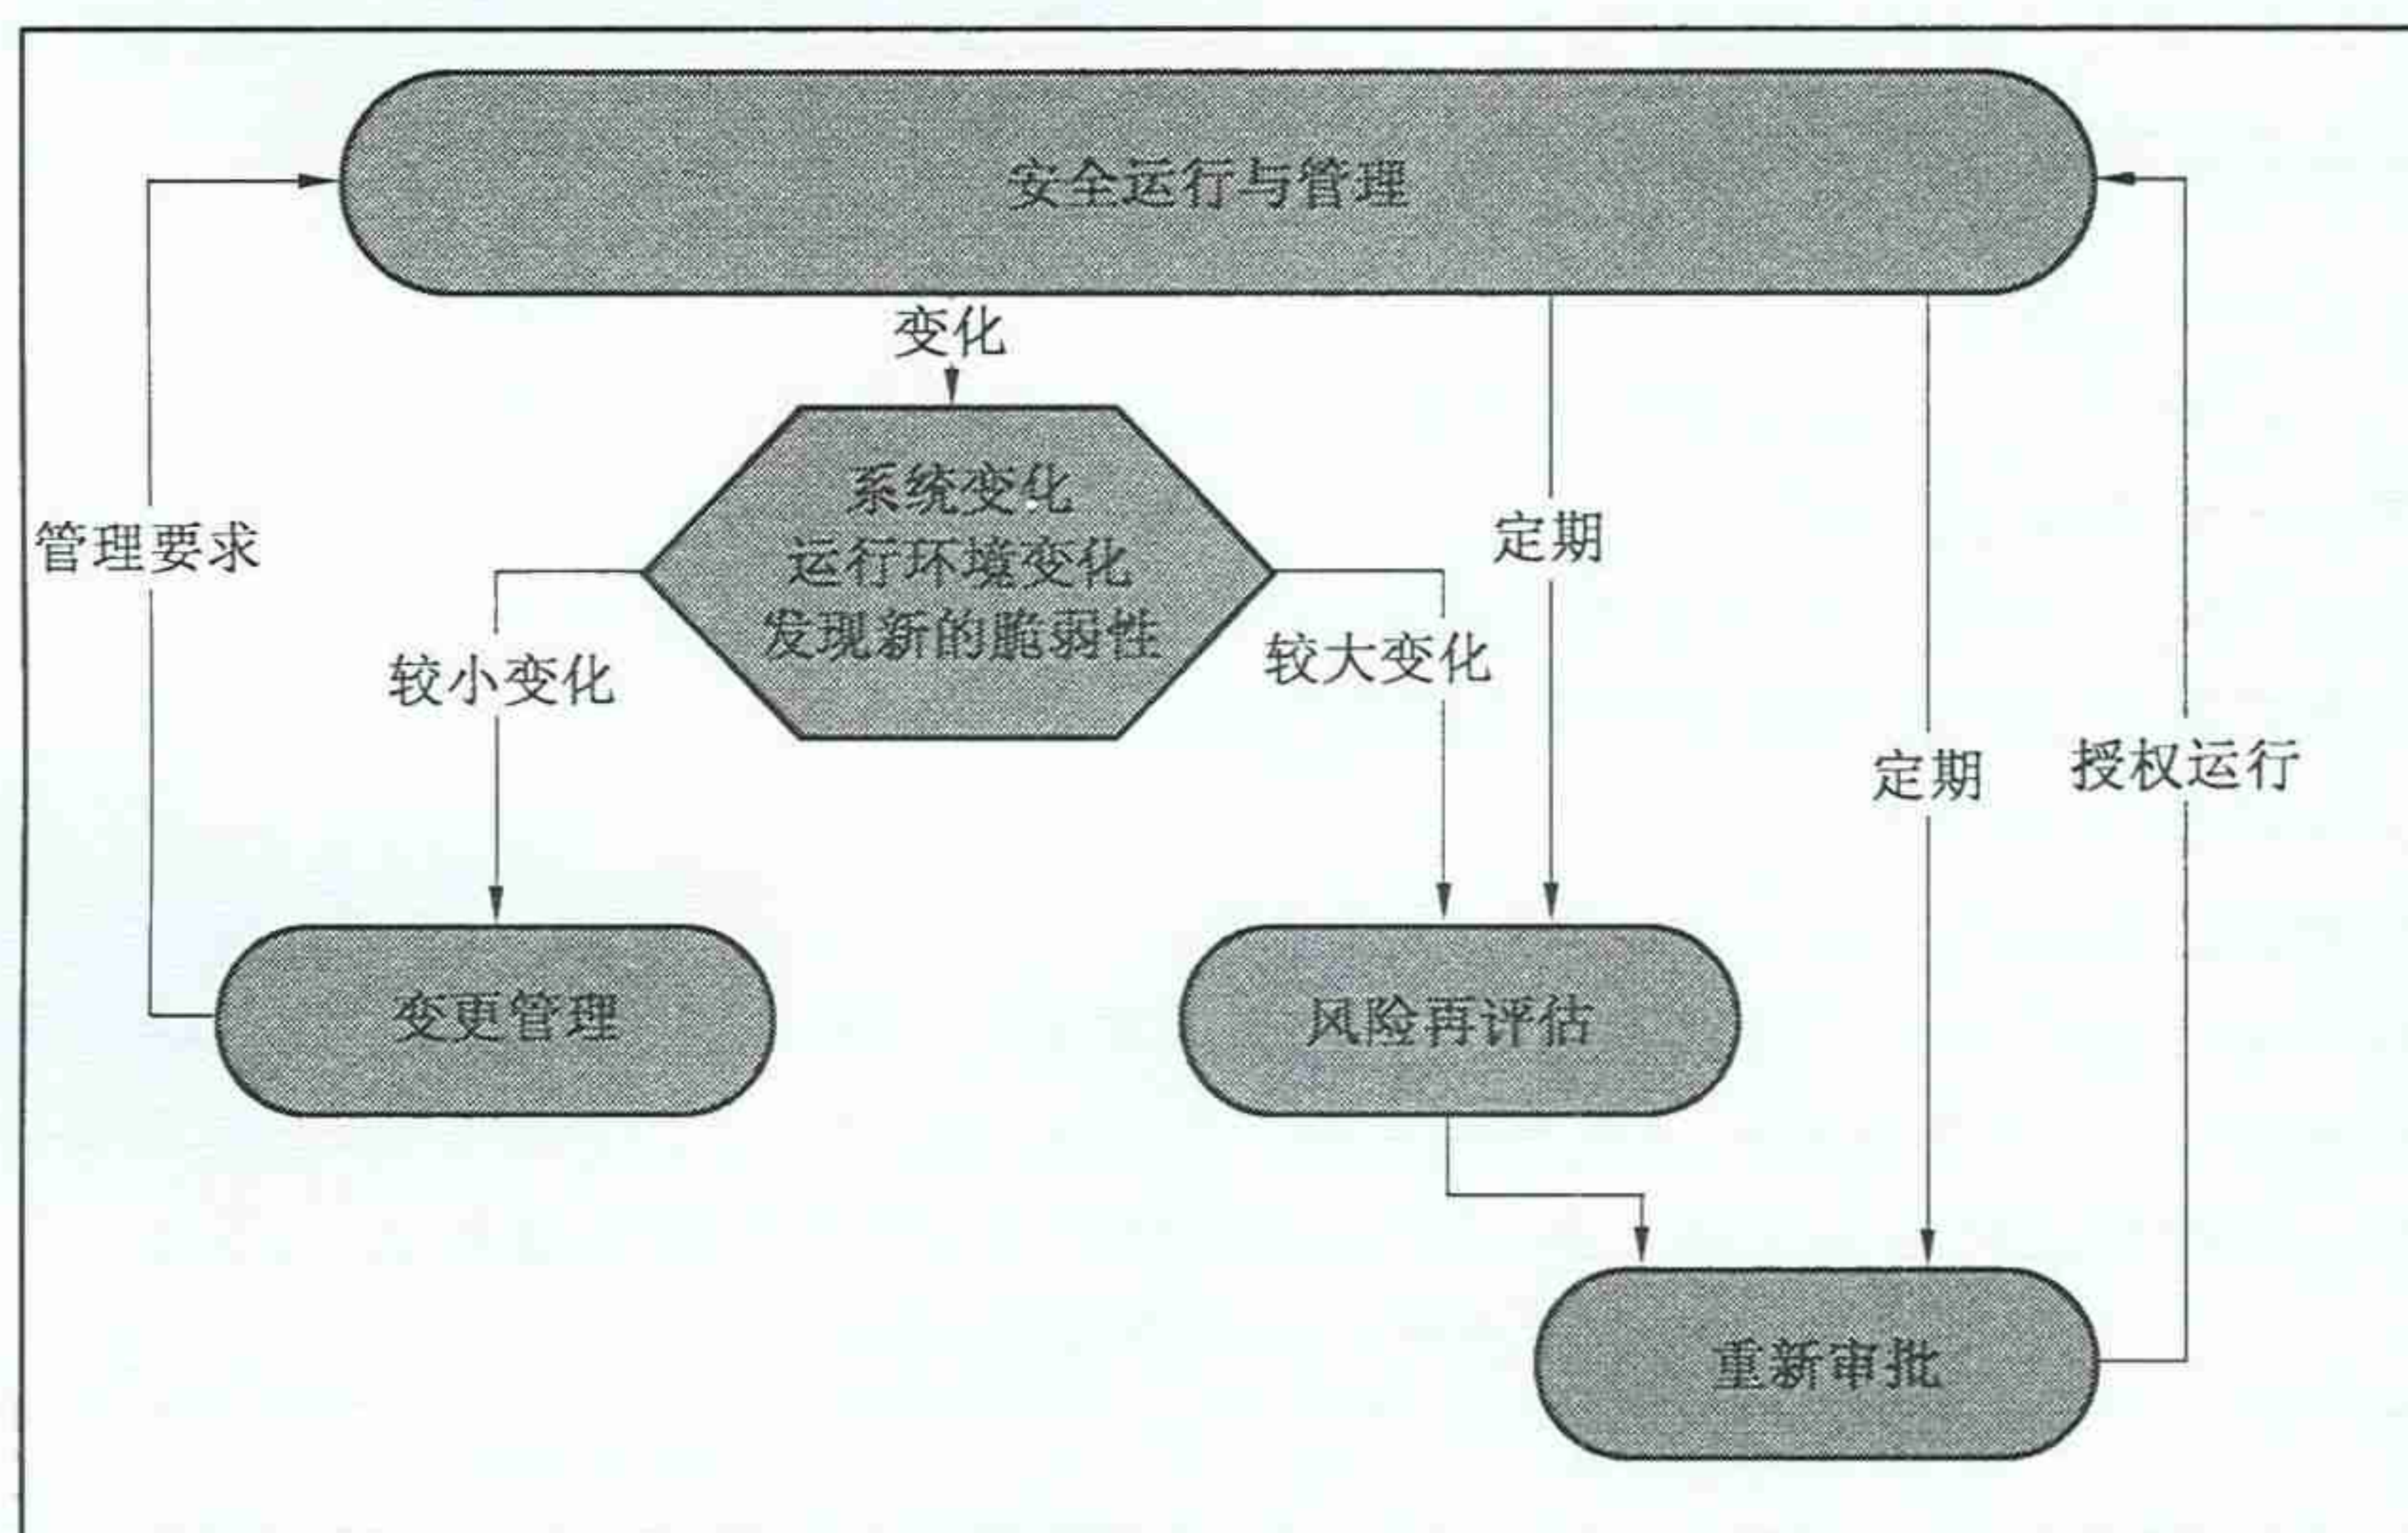 安全运行与管理
变化
系统变化
运行环境变化
发现新的脆弱性
管理要求
定期
较小变化
较大变化
定期
授权运行
变更管理
风险再评估
重新审批